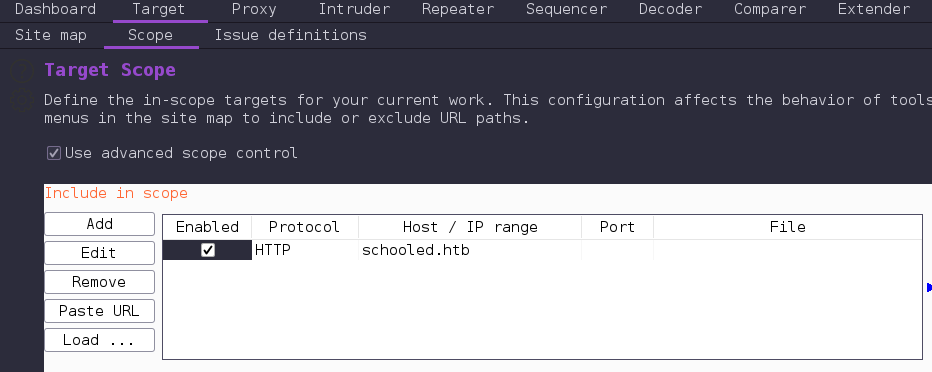 Dashboard Target Proxy Intruder Repeater Sequencer Decoder Comparer Extender
Site map Scope Issue definitions
Target Scope
Define the in-scope targets for your current work. This configuration affects the behavior of tools
menus in the site map to include or exclude URL paths.
Use advanced scope control
Include in scope
Add
Edit
Remove
Paste URL
Load ...
Enabled Protocol Host / IP range Port File
HTTP schooled.htb